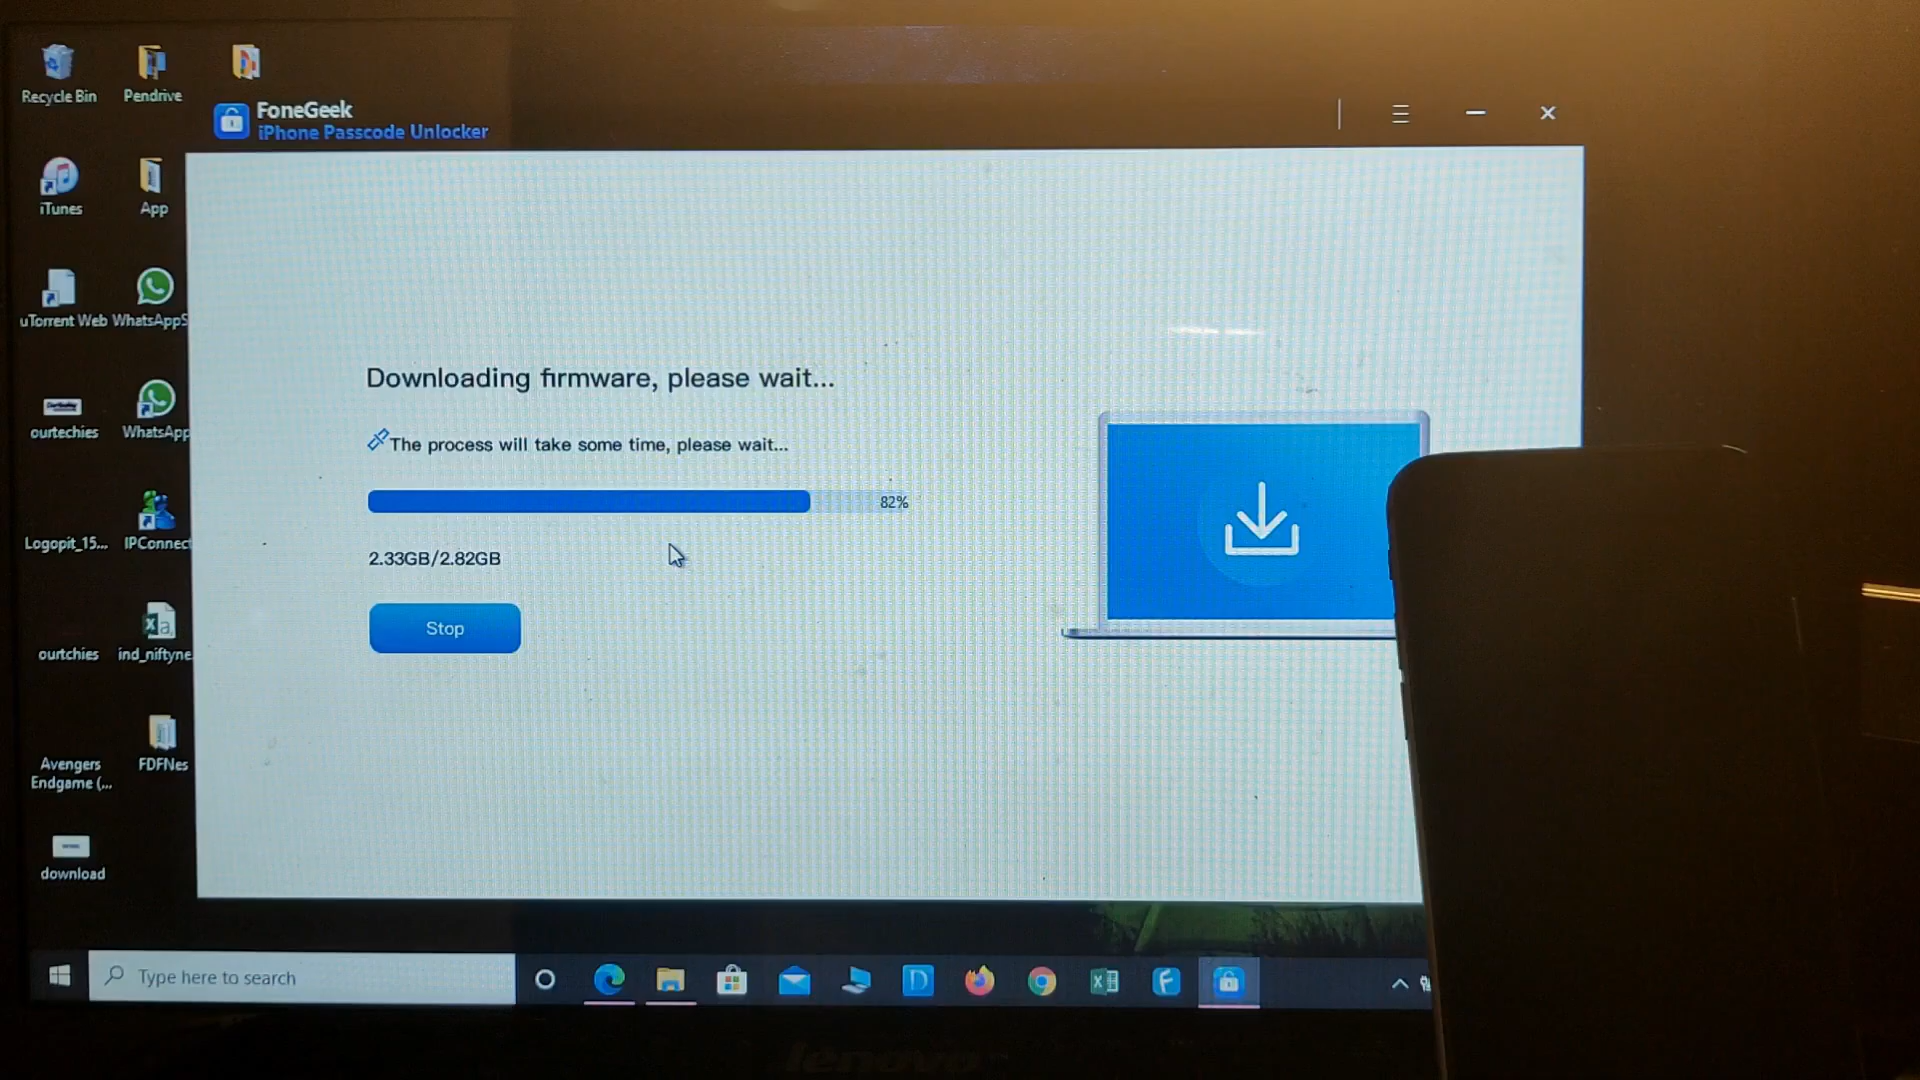 Recycle Bin
Pendrive
FoneGeek
iPhone Passcode Unlocker
iTunes
App
uTorrent Web
WhatsAppS
ourtechies
WhatsApp
Logopit_15...
IPConnect
ourtchies
ind_niftyne
Avengers
Endgame (...
FDFNes
download
Downloading firmware, please wait...
The process will take some time, please wait...
82%
2.33GB/2.82GB
Stop
Type here to search
lenovo